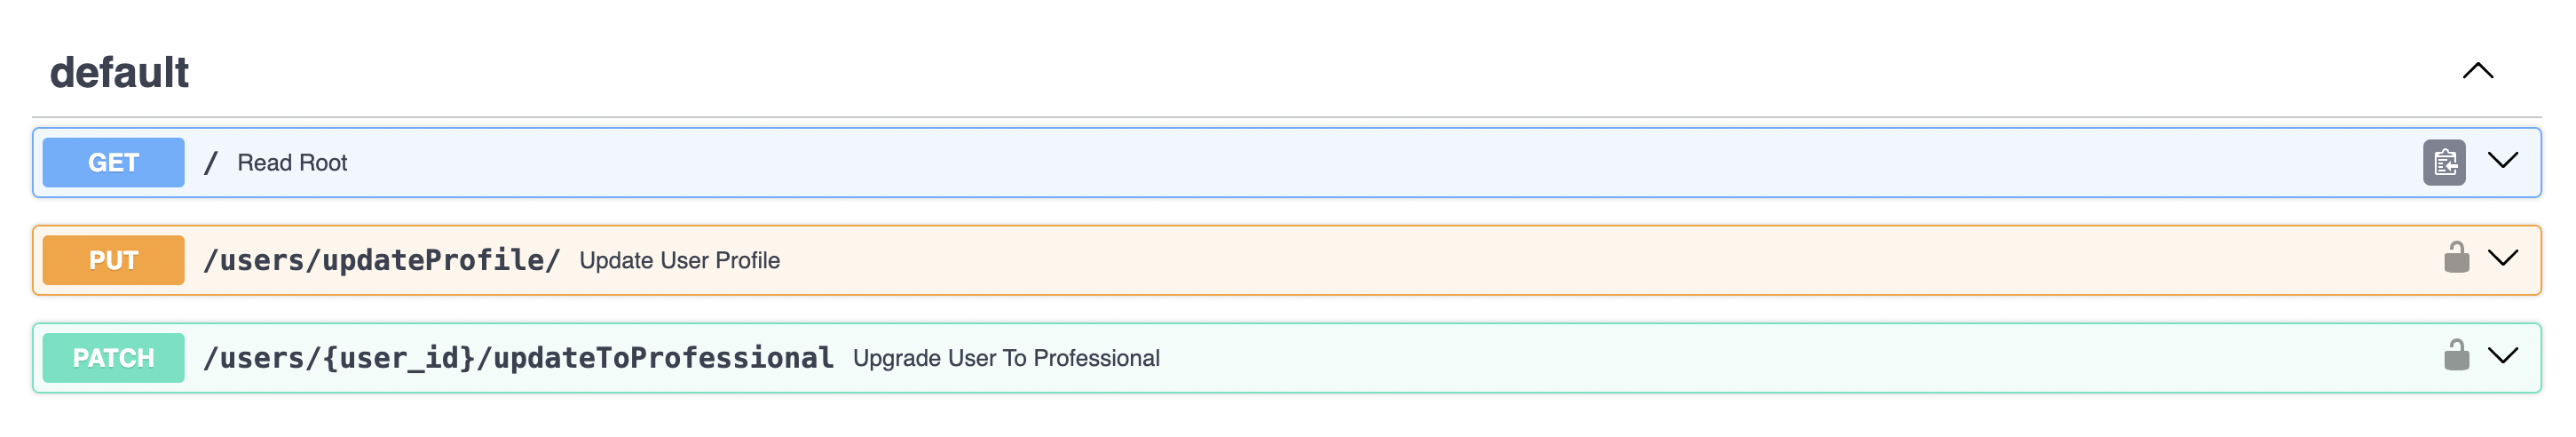 default
GET / Read Root
PUT /users/updateProfile/ Update User Profile
PATCH /users/{user_id}/updateToProfessional Upgrade User To Professional